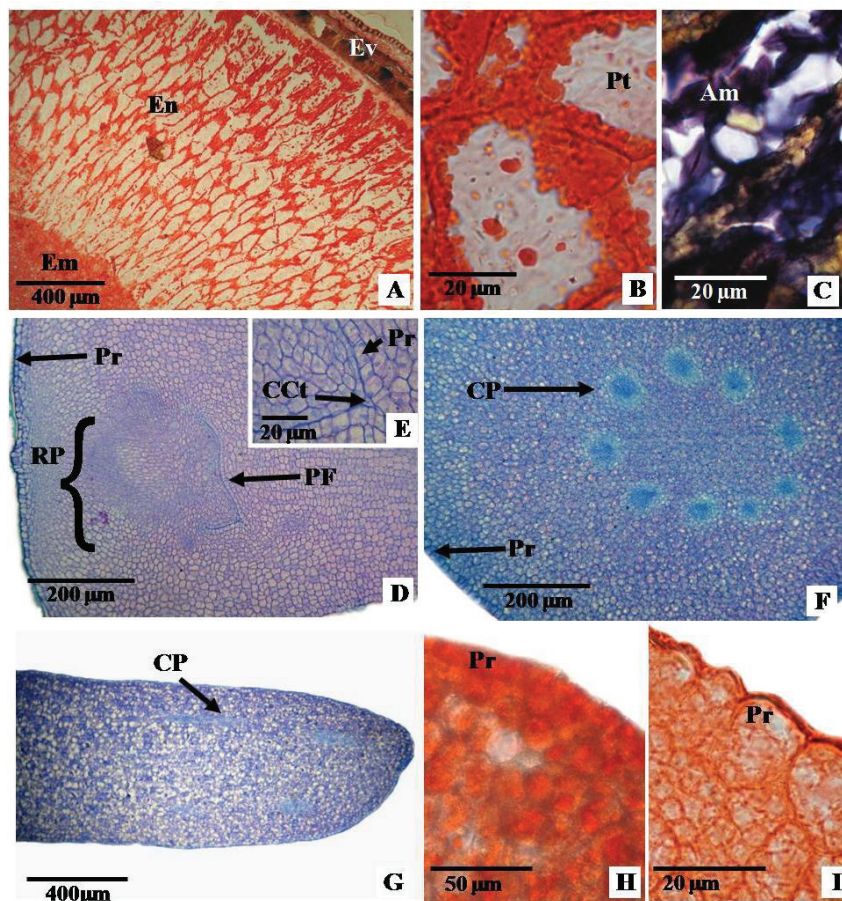 Ev
En
Em
400 µm
A
Pt
20 µm
B
Am
20 µm
C
Pr
RP
PF
200 µm
D
Pr
CCt
20 µm
E
CP
Pr
200 µm
F
CP
400µm
G
Pr
50 µm
H
Pr
20 µm
I